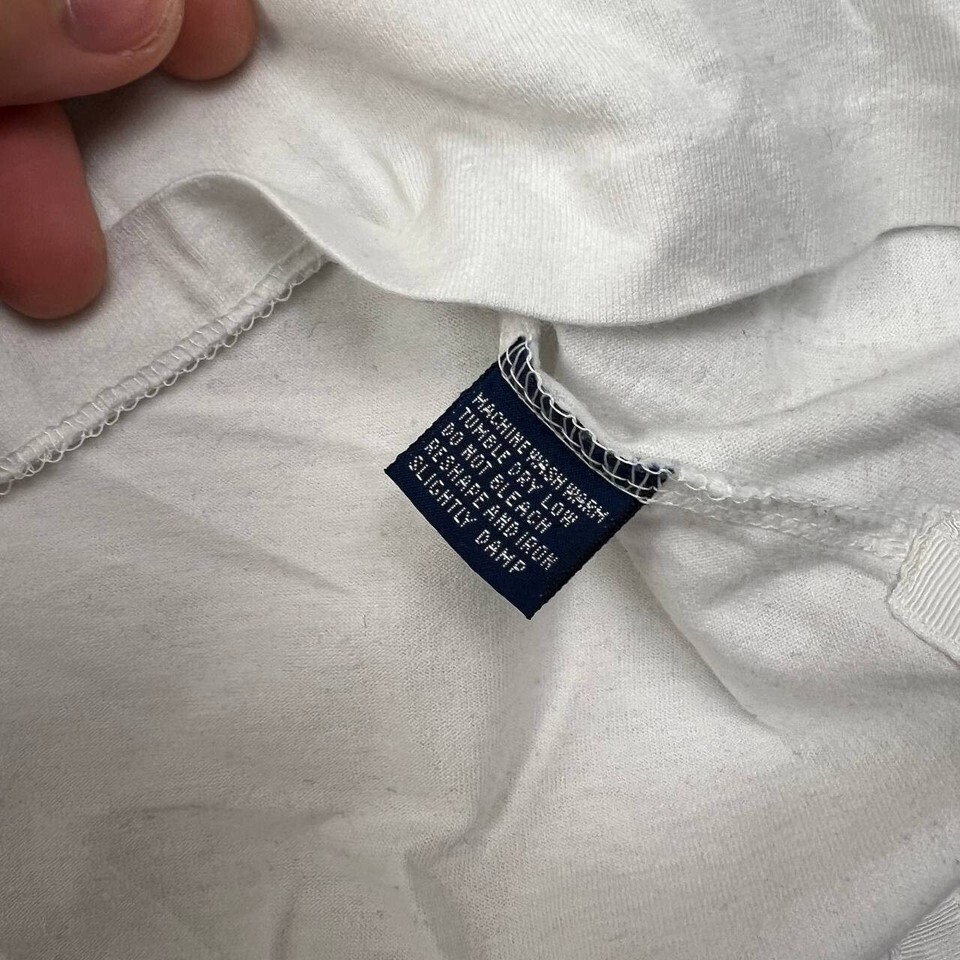 MACHINE WASH WARM
TUMBLE DRY LOW
DO NOT BLEACH
RESHAPE AND IRON
SLIGHTLY DAMP